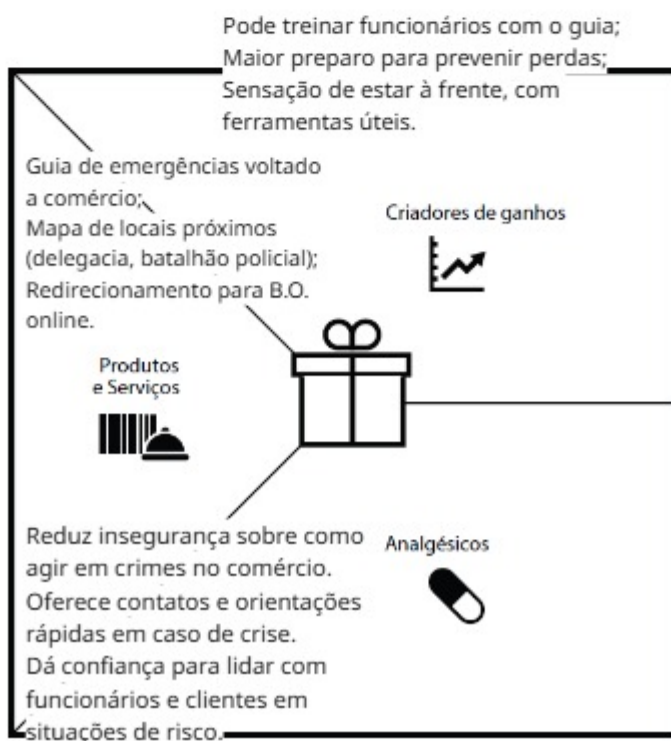 Pode treinar funcionários com o guia;
Maior preparo para prevenir perdas;
Sensação de estar à frente, com
ferramentas úteis.
Guia de emergências voltado
a comércio;
Mapa de locais próximos
(delegacia, batalhão policial);
Redirecionamento para B.O.
online.
Criadores de ganhos
Produtos
e Serviços
Reduz insegurança sobre como
agir em crimes no comércio.
Oferece contatos e orientações
rápidas em caso de crise.
Dá confiança para lidar com
funcionários e clientes em
situações de risco.
Analgésicos